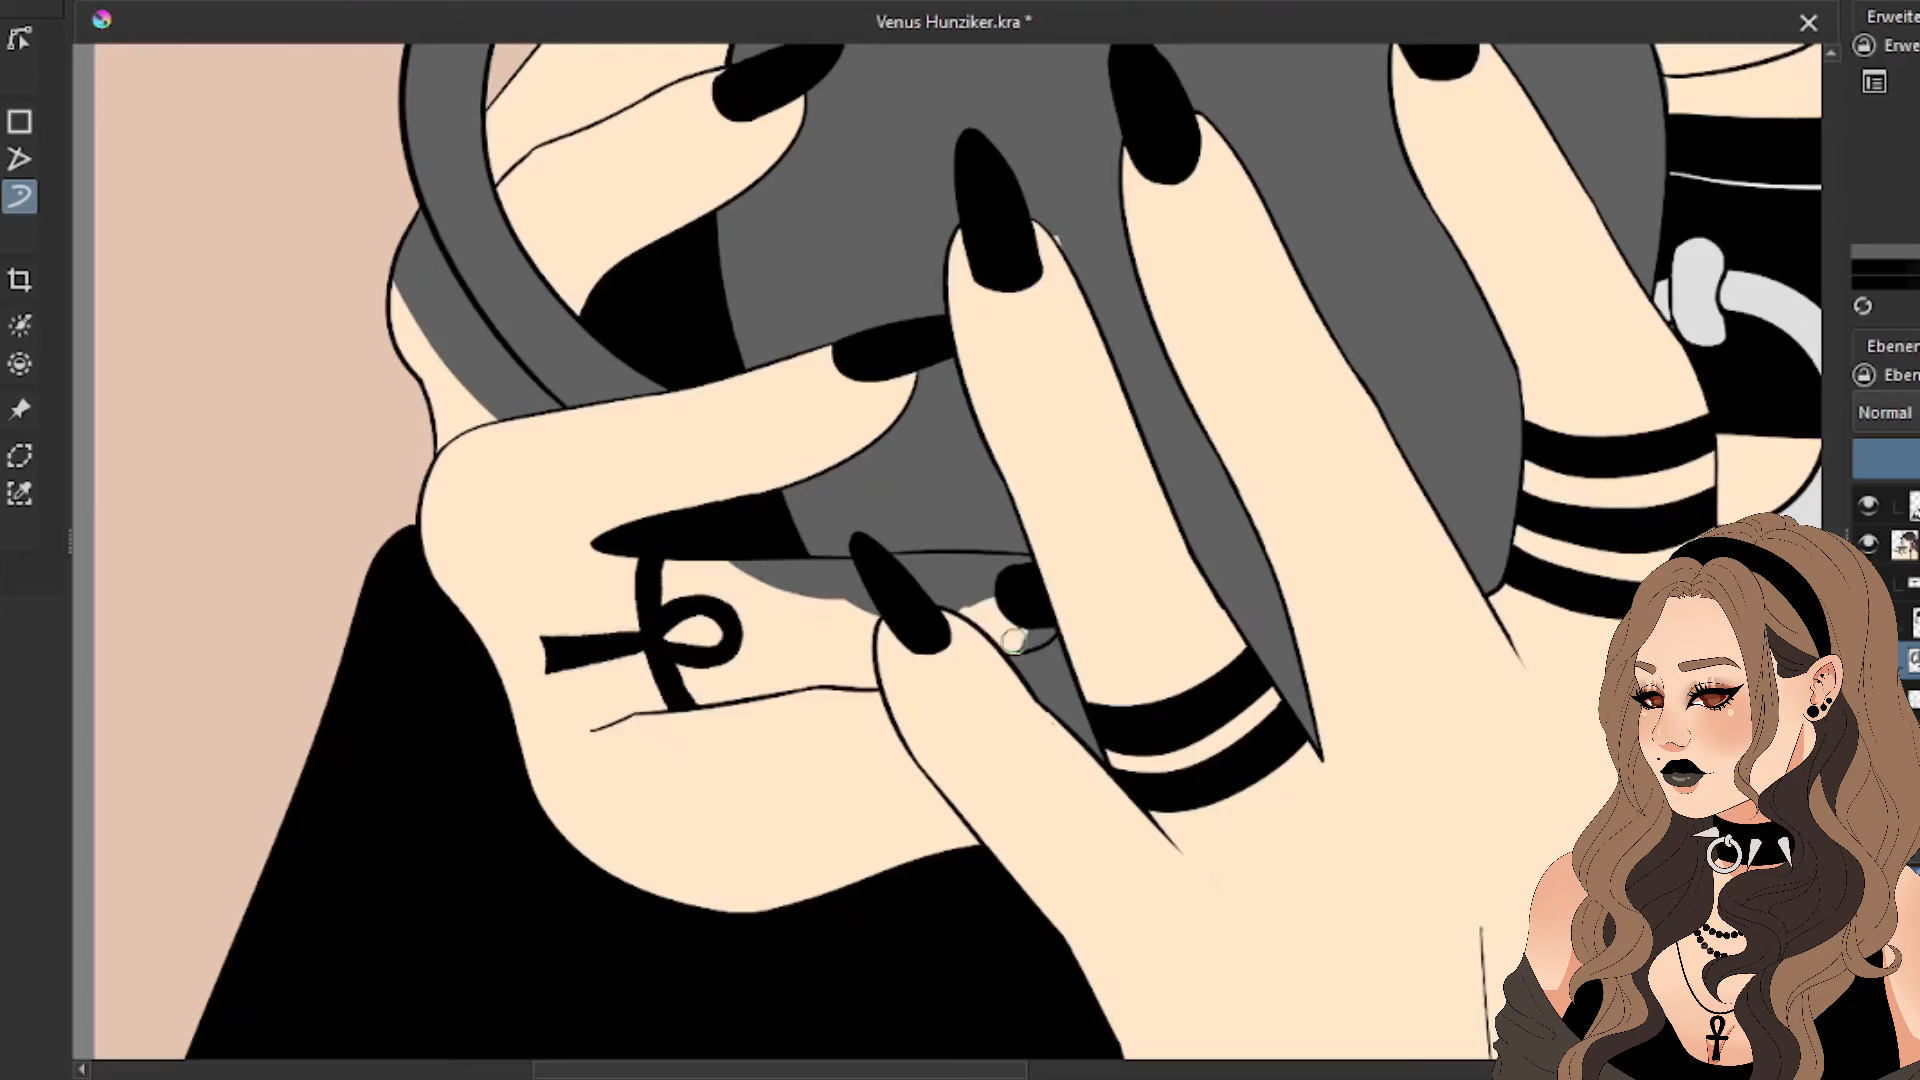 Venus Hunziker.kra *
Erweite
Erwe
Ebener
Eben
Normal